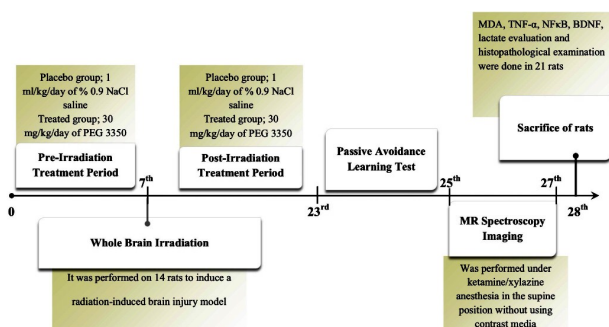 MDA, TNF-α, NFκB, BDNF,
lactate evaluation and
histopathological examination
were done in 21 rats
Placebo group; 1
ml/kg/day of % 0.9 NaCl
saline
Treated group; 30
mg/kg/day of PEG 3350
Placebo group; 1
ml/kg/day of % 0.9 NaCl
saline
Treated group; 30
mg/kg/day of PEG 3350
Sacrifice of rats
Pre-Irradiation
Treatment Period
Post-Irradiation
Treatment Period
Passive Avoidance
Learning Test
0
7th
23rd
25th
27th
28th
Whole Brain Irradiation
MR Spectroscopy
Imaging
It was performed on 14 rats to induce a
radiation-induced brain injury model
Was performed under
ketamine/xylazine
anesthesia in the supine
position without using
contrast media